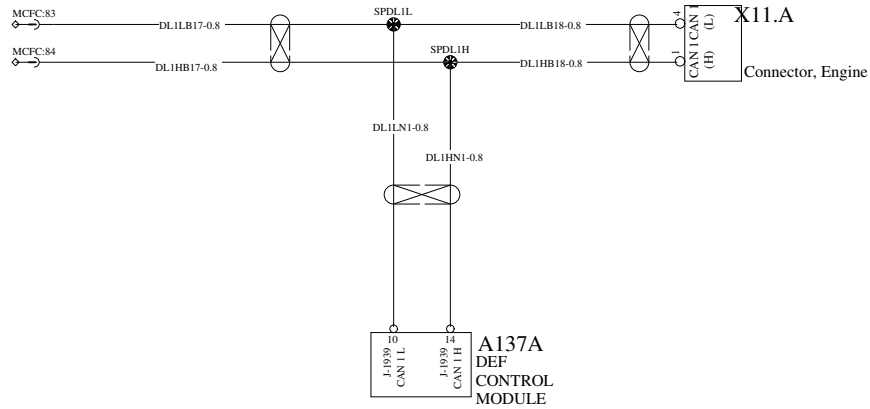 MCFC:83
DL1LB17-0.8
SPDL1L
DL1LB18-0.8
4
CAN 1
(L)
X11.A
MCFC:84
DL1HB17-0.8
SPDL1H
DL1HB18-0.8
1
CAN 1
(H)
Connector, Engine
DL1LN1-0.8
DL1HN1-0.8
10
J-1939
CAN 1 L
14
J-1939
CAN 1 H
A137A
DEF
CONTROL
MODULE